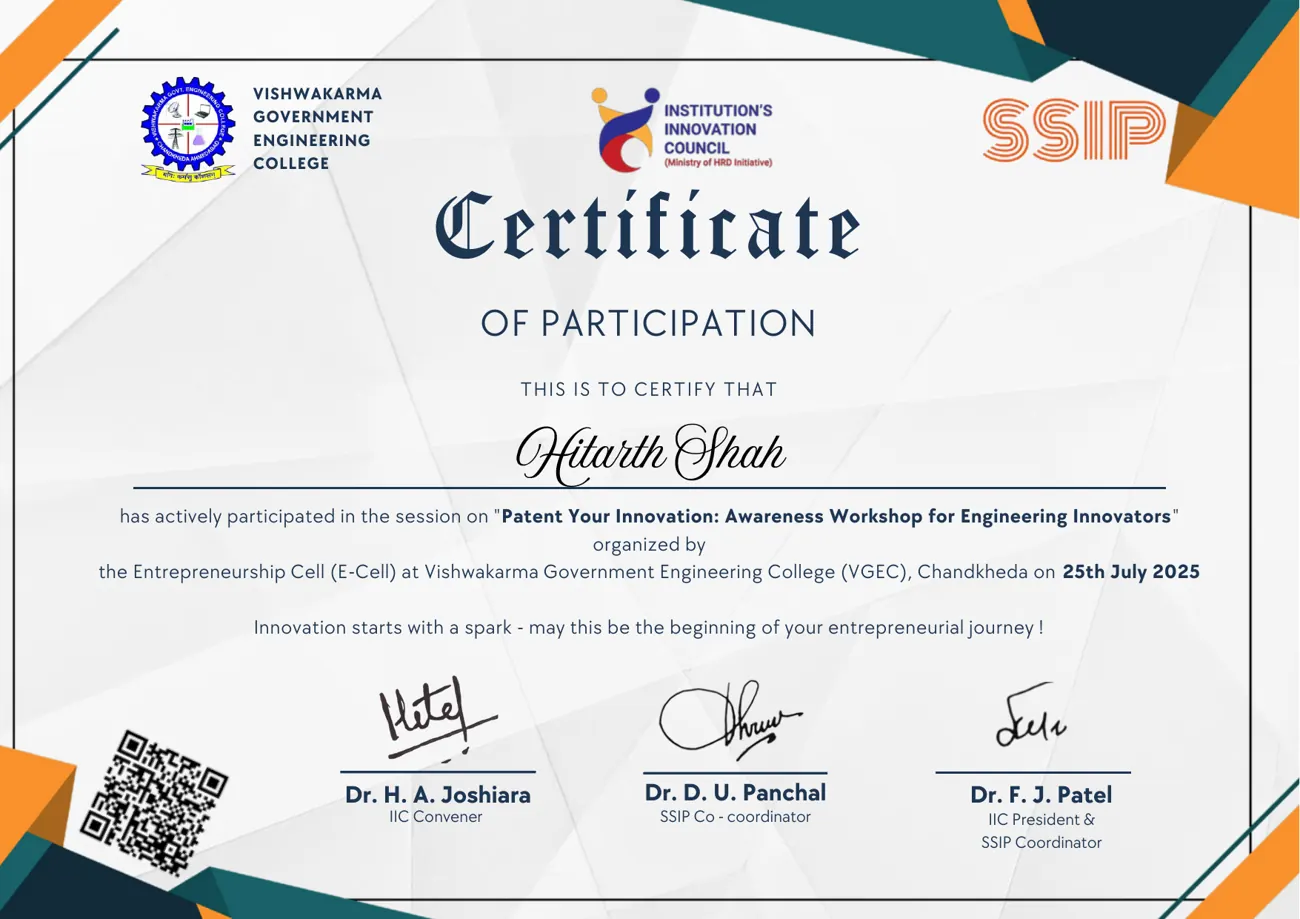 VISHWAKARMA
GOVERNMENT
ENGINEERING
COLLEGE
INSTITUTION'S
INNOVATION
COUNCIL
(Ministry of HRD Initiative)
SSIP
Certificate
OF PARTICIPATION
THIS IS TO CERTIFY THAT
Hitarth Shah
has actively participated in the session on "Patent Your Innovation: Awareness Workshop for Engineering Innovators"
organized by
the Entrepreneurship Cell (E-Cell) at Vishwakarma Government Engineering College (VGEC), Chandkheda on 25th July 2025
Innovation starts with a spark - may this be the beginning of your entrepreneurial journey !
Dr. H. A. Joshiara
IIC Convener
Dr. D. U. Panchal
SSIP Co - coordinator
Dr. F. J. Patel
IIC President &
SSIP Coordinator